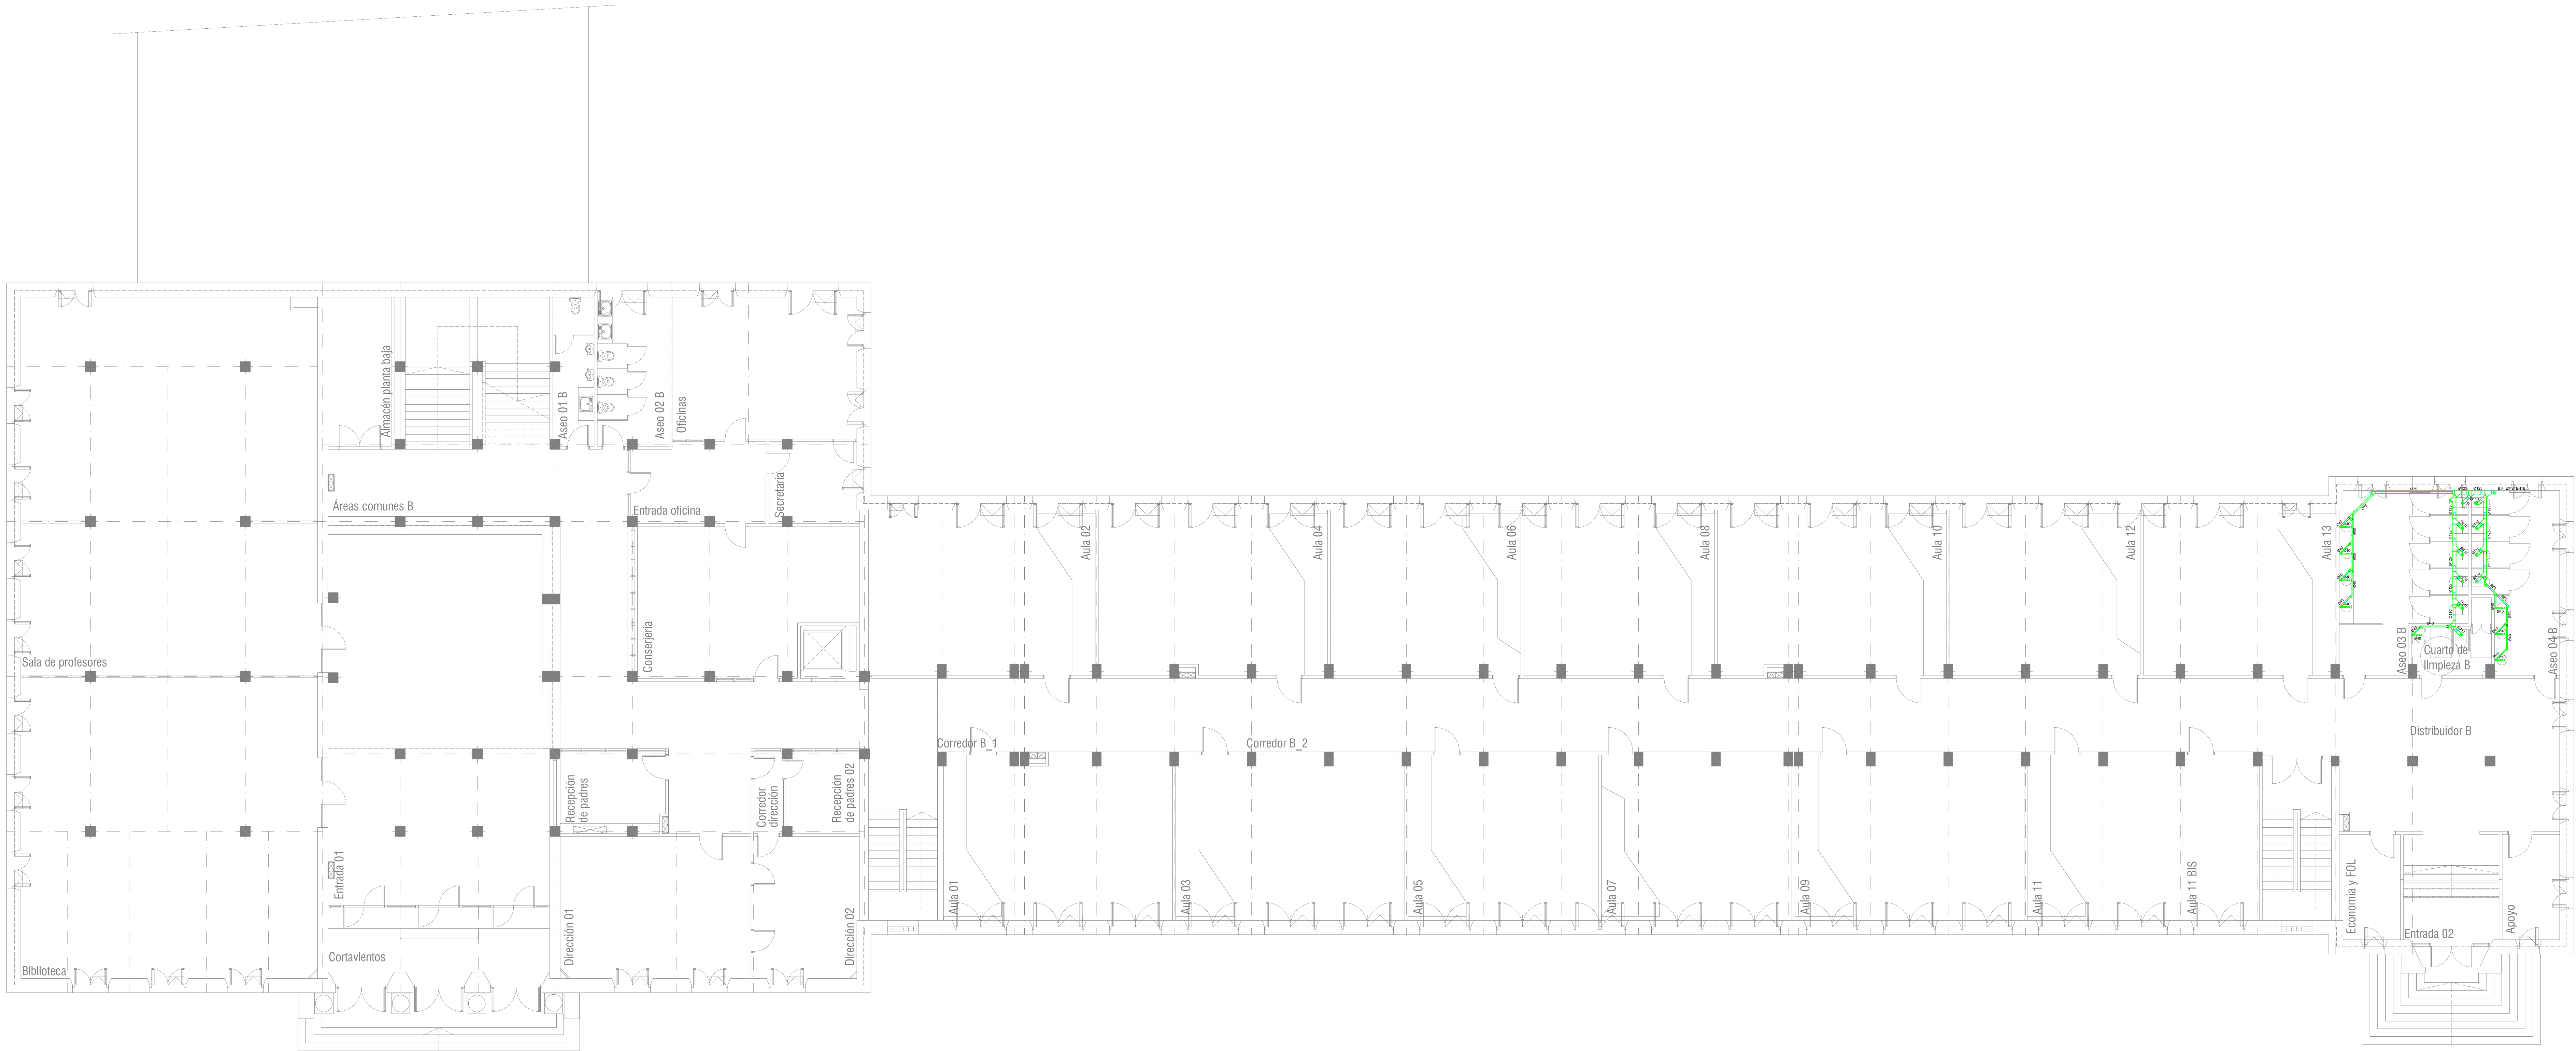 Almacén planta baja
Aseo 01 B
Aseo 02 B
Oficinas
Áreas comunes B
Entrada oficina
Secretaría
Conserjería
Sala de profesores
Aula 02
Aula 04
Aula 06
Aula 08
Aula 10
Aula 12
Aula 13
Aseo 03 B
Cuarto de
limpieza B
Aseo 04 B
Corredor B_1
Corredor B_2
Distribuidor B
Recepción
de padres
Corredor
dirección
Recepción
de padres 02
Entrada 01
Dirección 01
Dirección 02
Aula 01
Aula 03
Aula 05
Aula 07
Aula 09
Aula 11
Aula 11 BIS
Economía y FOL
Entrada 02
Apoyo
Biblioteca
Cortavientos